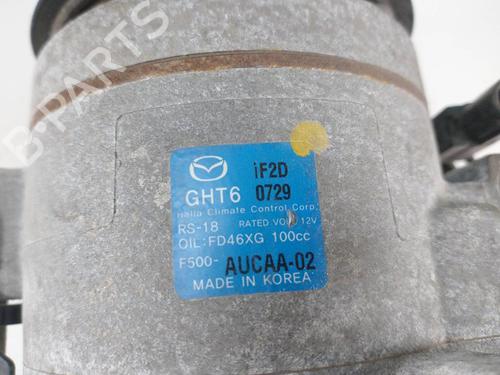 B-PARTS
iF2D
GHT6 0729
Halla Climate Control Corp.
RS-18 RATED VOL 12V
OIL:FD46XG 100cc
F500- AUCAA-02
MADE IN KOREA